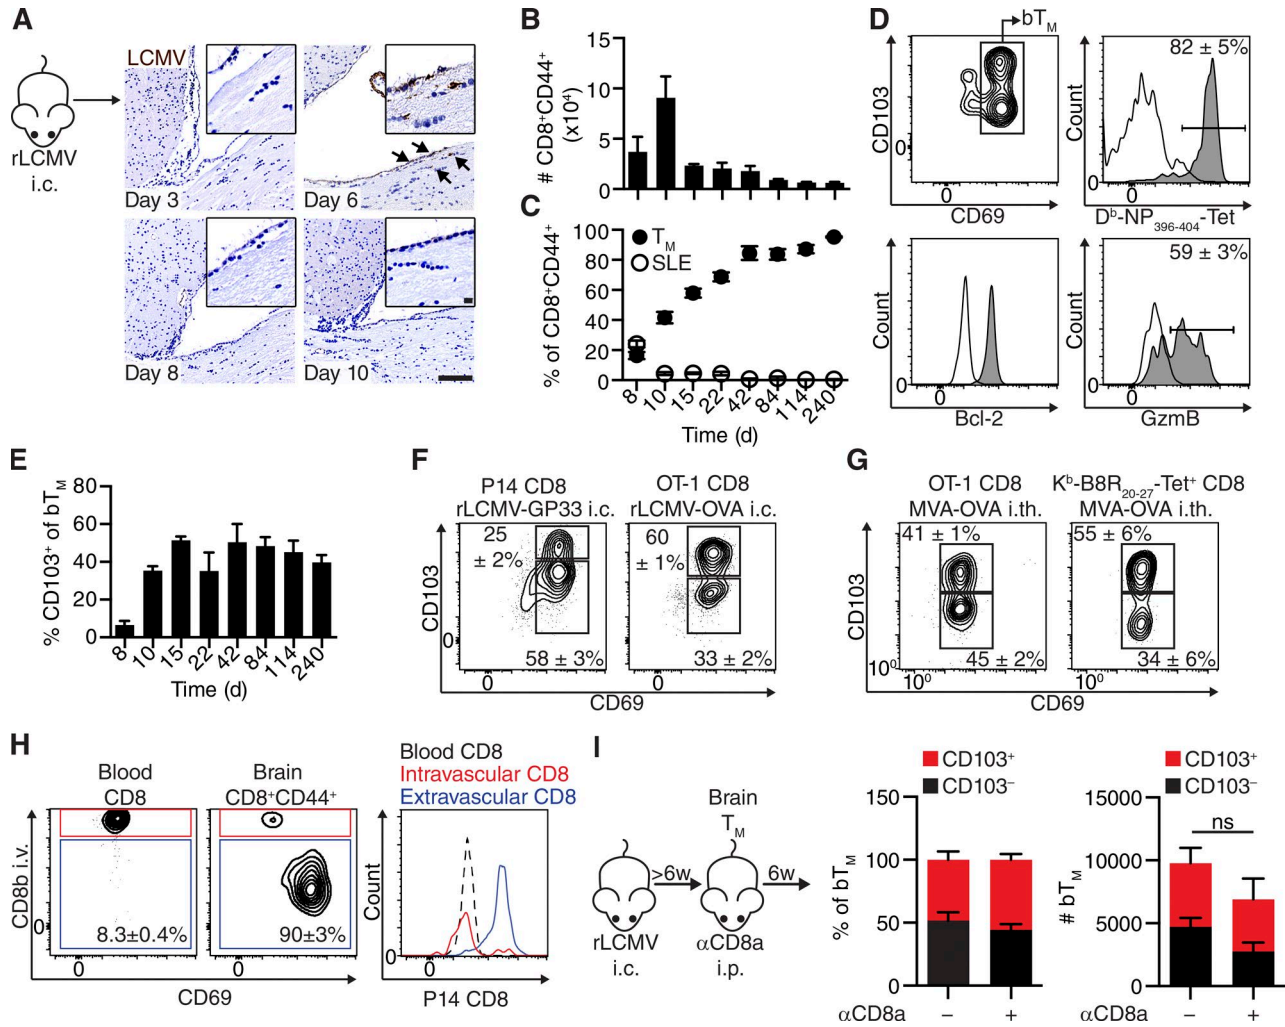 A
LCMV
rLCMV
i.c.
Day 3
Day 6
Day 8
Day 10
B
# CD8+CD44+
(x10⁴)
15
10
5
0
C
% of CD8+CD44+
100
80
60
40
20
0
TM
SLE
8
10
15
22
42
84
114
240
Time (d)
D
bTM
CD103
0
0
CD69
Count
82 ± 5%
0
0
Dᵇ-NP396-404-Tet
Count
0
0
Bcl-2
Count
59 ± 3%
0
0
GzmB
E
% CD103+ of bTM
80
60
40
20
0
8
10
15
22
42
84
114
240
Time (d)
F
P14 CD8
rLCMV-GP33 i.c.
OT-1 CD8
rLCMV-OVA i.c.
CD103
25
± 2%
58 ± 3%
60
± 1%
33 ± 2%
0
0
0
CD69
G
OT-1 CD8
MVA-OVA i.th.
Kᵇ-B8R20-27-Tet+ CD8
MVA-OVA i.th.
41 ± 1%
45 ± 2%
55 ± 6%
34 ± 6%
CD103
10⁰
10⁰
10⁰
CD69
H
Blood
CD8
Brain
CD8+CD44+
CD8b i.v.
0
8.3±0.4%
90±3%
0
0
CD69
Blood CD8
Intravascular CD8
Extravascular CD8
Count
0
0
P14 CD8
I
Brain
TM
>6w
6w
rLCMV
i.c.
αCD8a
i.p.
CD103+
CD103−
% of bTM
150
100
50
0
αCD8a
−
+
CD103+
CD103−
# bTM
15000
10000
5000
0
ns
αCD8a
−
+